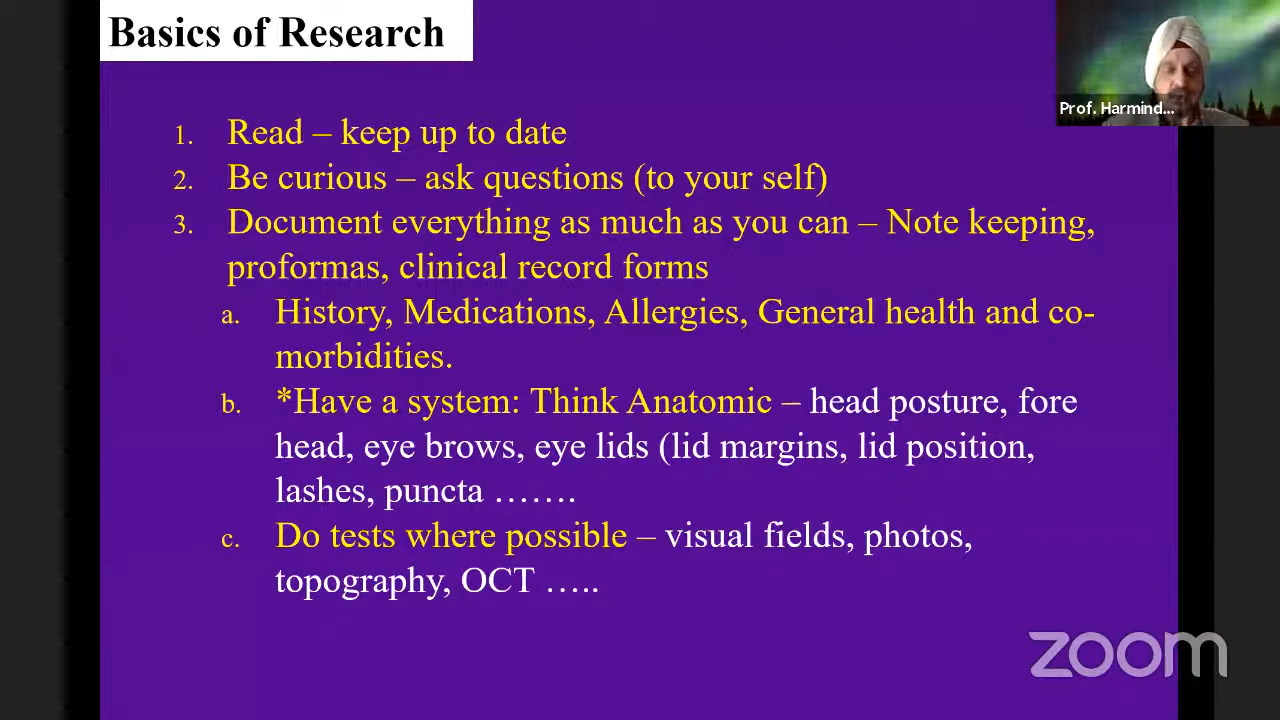 Basics of Research
Prof. Harmind...
1. Read – keep up to date
2. Be curious – ask questions (to your self)
3. Document everything as much as you can – Note keeping,
proformas, clinical record forms
a. History, Medications, Allergies, General health and co-
morbidities.
b. *Have a system: Think Anatomic – head posture, fore
head, eye brows, eye lids (lid margins, lid position,
lashes, puncta …….
c. Do tests where possible – visual fields, photos,
topography, OCT …..
zoom